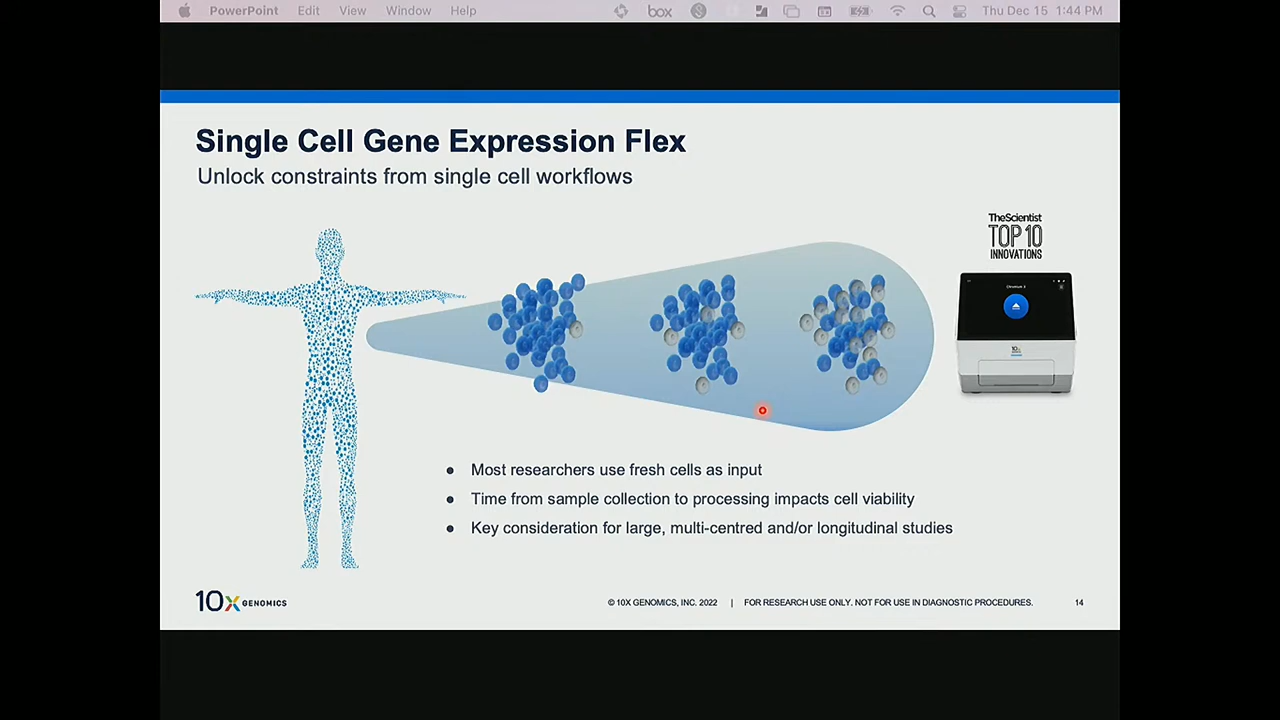 PowerPoint Edit View Window Help box Thu Dec 15 1:44 PM
Single Cell Gene Expression Flex
Unlock constraints from single cell workflows
TheScientist
TOP 10
INNOVATIONS
Chromium X
10x
GENOMICS
● Most researchers use fresh cells as input
● Time from sample collection to processing impacts cell viability
● Key consideration for large, multi-centred and/or longitudinal studies
10X GENOMICS
© 10X GENOMICS, INC. 2022 | FOR RESEARCH USE ONLY. NOT FOR USE IN DIAGNOSTIC PROCEDURES. 14